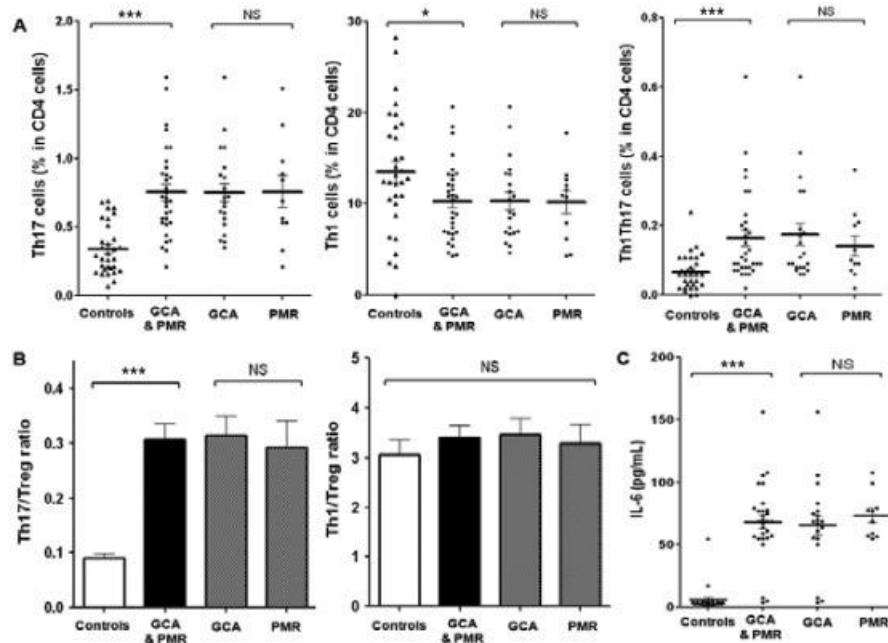 A
Th17 cells (% in CD4 cells)
2.0
1.5
1.0
0.5
0.0
***
NS
Controls
GCA
& PMR
GCA
PMR
Th1 cells (% in CD4 cells)
30
20
10
0
*
NS
Controls
GCA
& PMR
GCA
PMR
Th1Th17 cells (% in CD4 cells)
0.8
0.6
0.4
0.2
0.0
***
NS
Controls
GCA
& PMR
GCA
PMR
B
Th17/Treg ratio
0.4
0.3
0.2
0.1
0.0
***
NS
Controls
GCA
& PMR
GCA
PMR
Th1/Treg ratio
5
4
3
2
1
0
NS
Controls
GCA
& PMR
GCA
PMR
C
IL-6 (pg/mL)
200
150
100
50
0
***
NS
Controls
GCA
& PMR
GCA
PMR